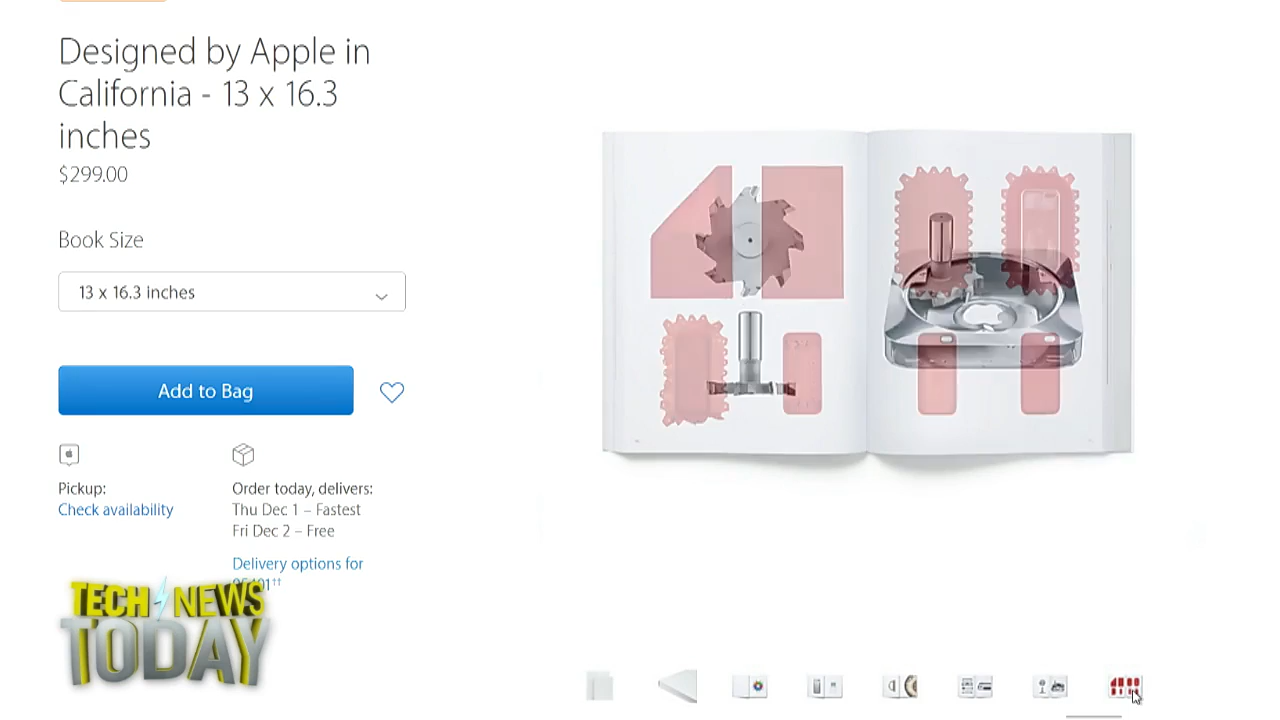 Designed by Apple in
California - 13 x 16.3
inches
$299.00
Book Size
13 x 16.3 inches
Add to Bag
Pickup:
Check availability
Order today, delivers:
Thu Dec 1 – Fastest
Fri Dec 2 – Free
Delivery options for
TECH NEWS
TODAY